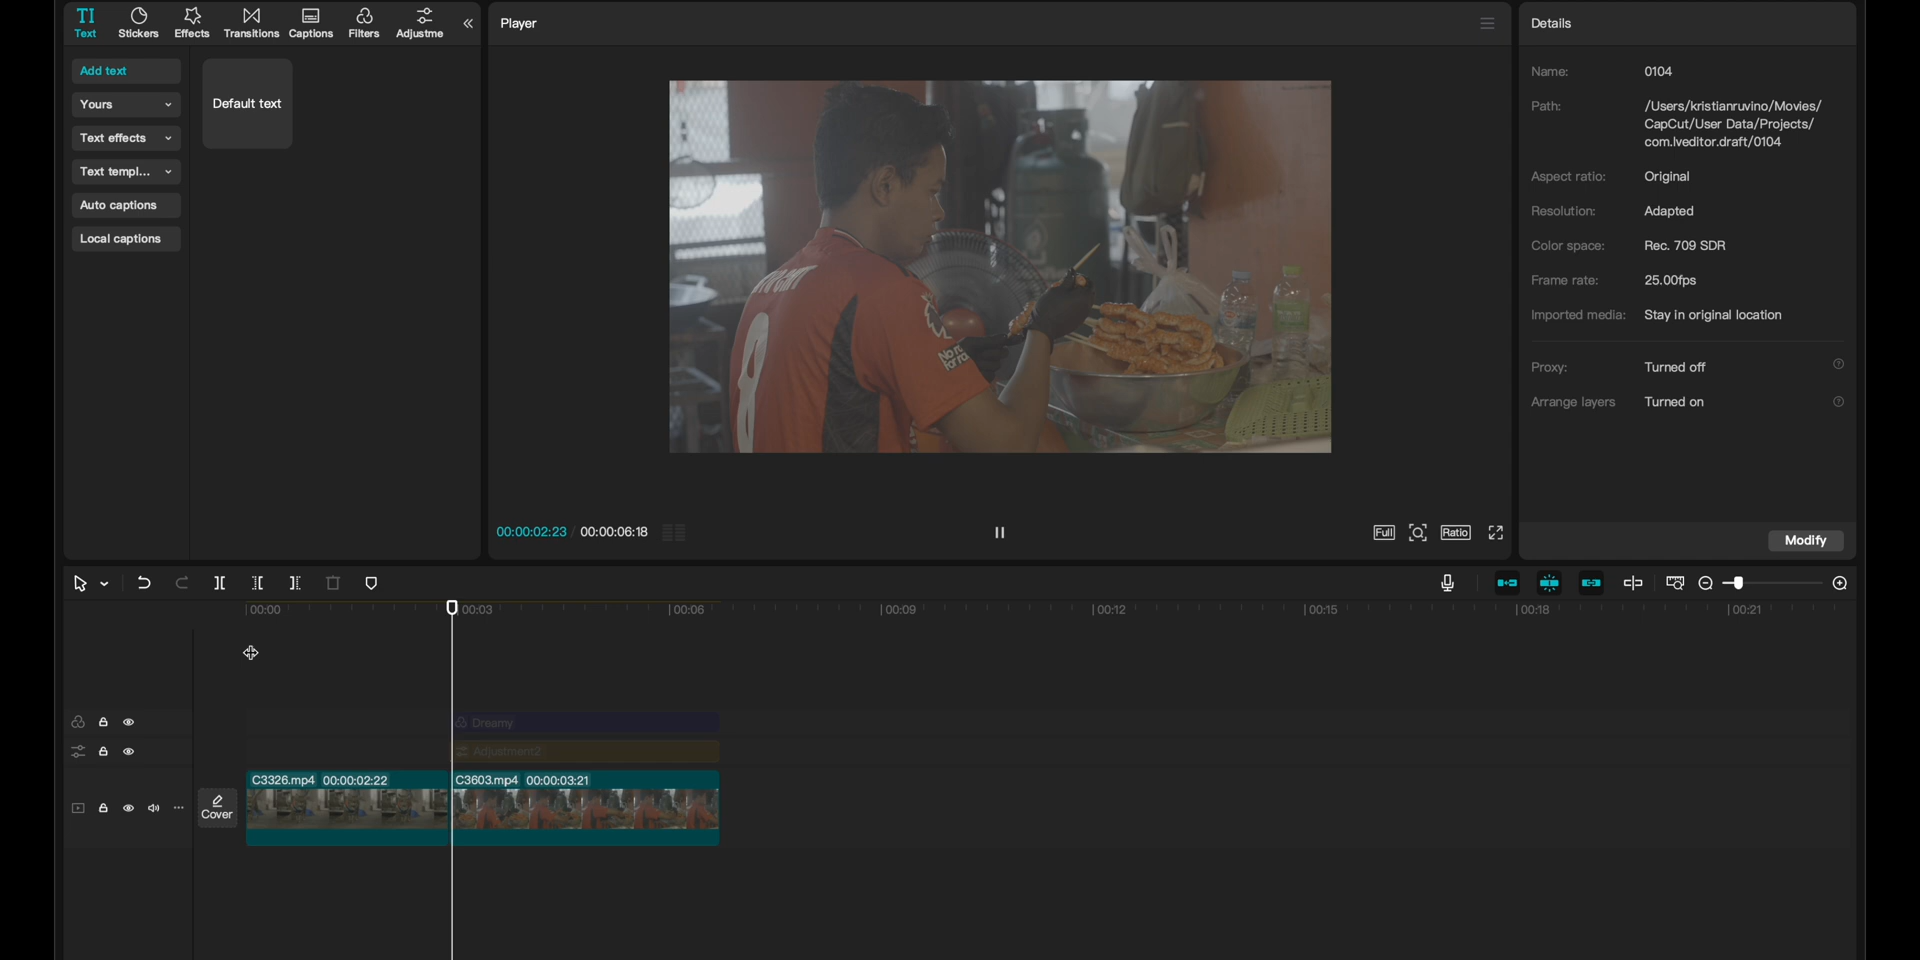 TI
Text
Stickers
Effects
Transitions
Captions
Filters
Adjustme
Player
Details
Add text
Yours
Text effects
Text templ...
Auto captions
Local captions
Default text
No room
for ra
Name: 0104
Path: /Users/kristianruvino/Movies/
CapCut/User Data/Projects/
com.lveditor.draft/0104
Aspect ratio: Original
Resolution: Adapted
Color space: Rec. 709 SDR
Frame rate: 25.00fps
Imported media: Stay in original location
Proxy: Turned off
Arrange layers Turned on
Modify
00:00:02:23 / 00:00:06:18
Full
Ratio
00:00
00:03
00:06
00:09
00:12
00:15
00:18
00:21
Dreamy
Adjustment2
C3326.mp4 00:00:02:22
C3603.mp4 00:00:03:21
Cover